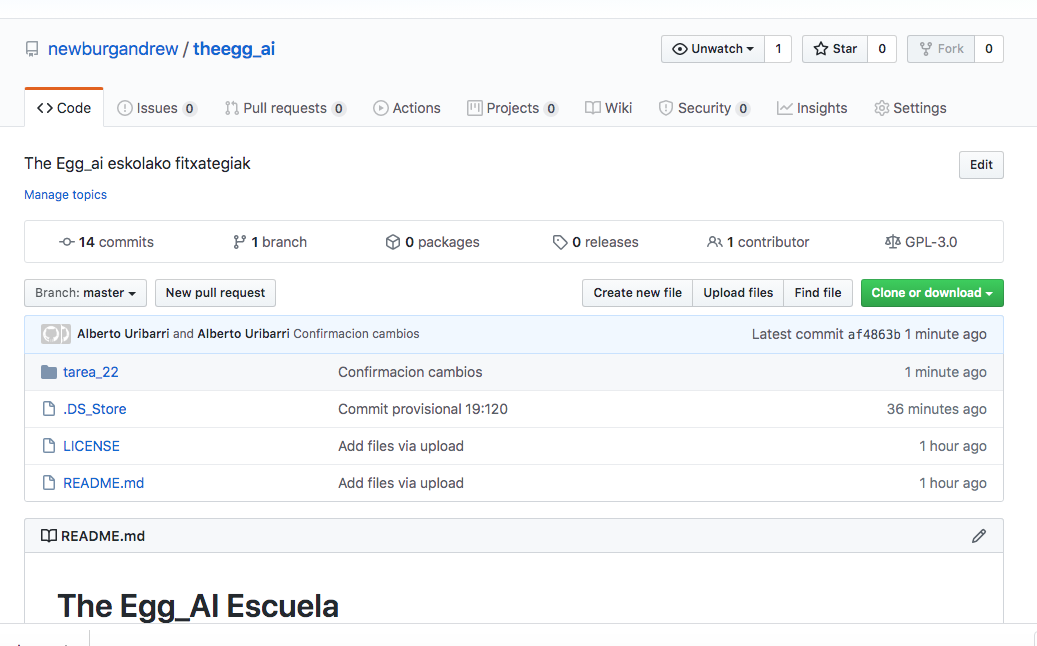 newburgandrew / theegg_ai
Unwatch 1 Star 0 Fork 0
Code Issues 0 Pull requests 0 Actions Projects 0 Wiki Security 0 Insights Settings
The Egg_ai eskolako fitxategiak
Edit
Manage topics
14 commits 1 branch 0 packages 0 releases 1 contributor GPL-3.0
Branch: master New pull request Create new file Upload files Find file Clone or download
Alberto Uribarri and Alberto Uribarri Confirmacion cambios Latest commit af4863b 1 minute ago
tarea_22 Confirmacion cambios 1 minute ago
.DS_Store Commit provisional 19:120 36 minutes ago
LICENSE Add files via upload 1 hour ago
README.md Add files via upload 1 hour ago
README.md
The Egg_AI Escuela